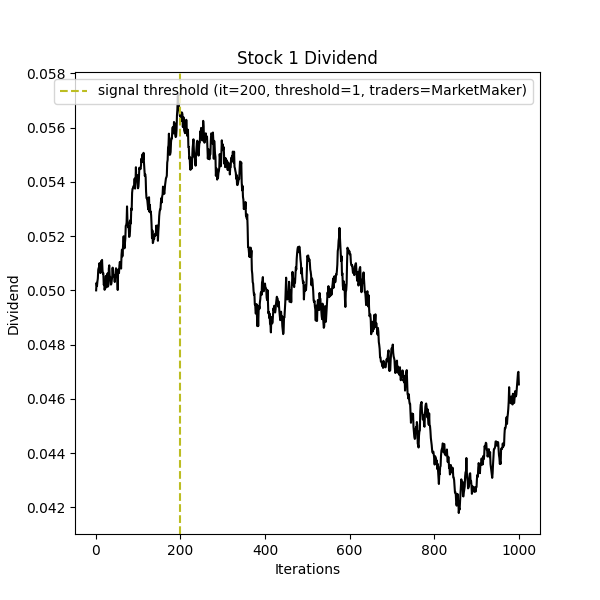 Stock 1 Dividend
signal threshold (it=200, threshold=1, traders=MarketMaker)
0.058
0.056
0.054
0.052
0.050
0.048
0.046
0.044
0.042
Dividend
0 200 400 600 800 1000
Iterations